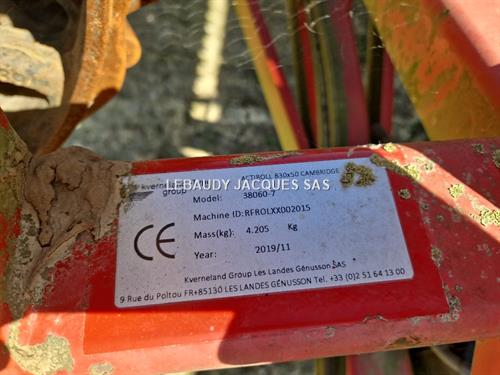 kverneland
group
ACTIROLL 830x50 CAMBRIDGE
Model: 38060-7
LEBAUDY JACQUES SAS
Machine ID: RFROLXX002015
Mass(kg): 4.205 Kg
Year: 2019/11
CE
Kverneland Group Les Landes Génusson SAS
9 Rue du Poitou FR+85130 LES LANDES GÉNUSSON Tel. +33 (0)2 51 64 13 00